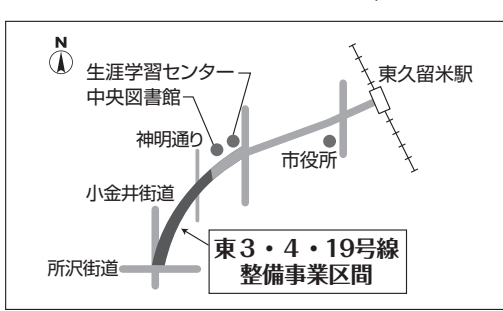 N
生涯学習センター
中央図書館
東久留米駅
神明通り
市役所
小金井街道
東3・4・19号線
整備事業区間
所沢街道